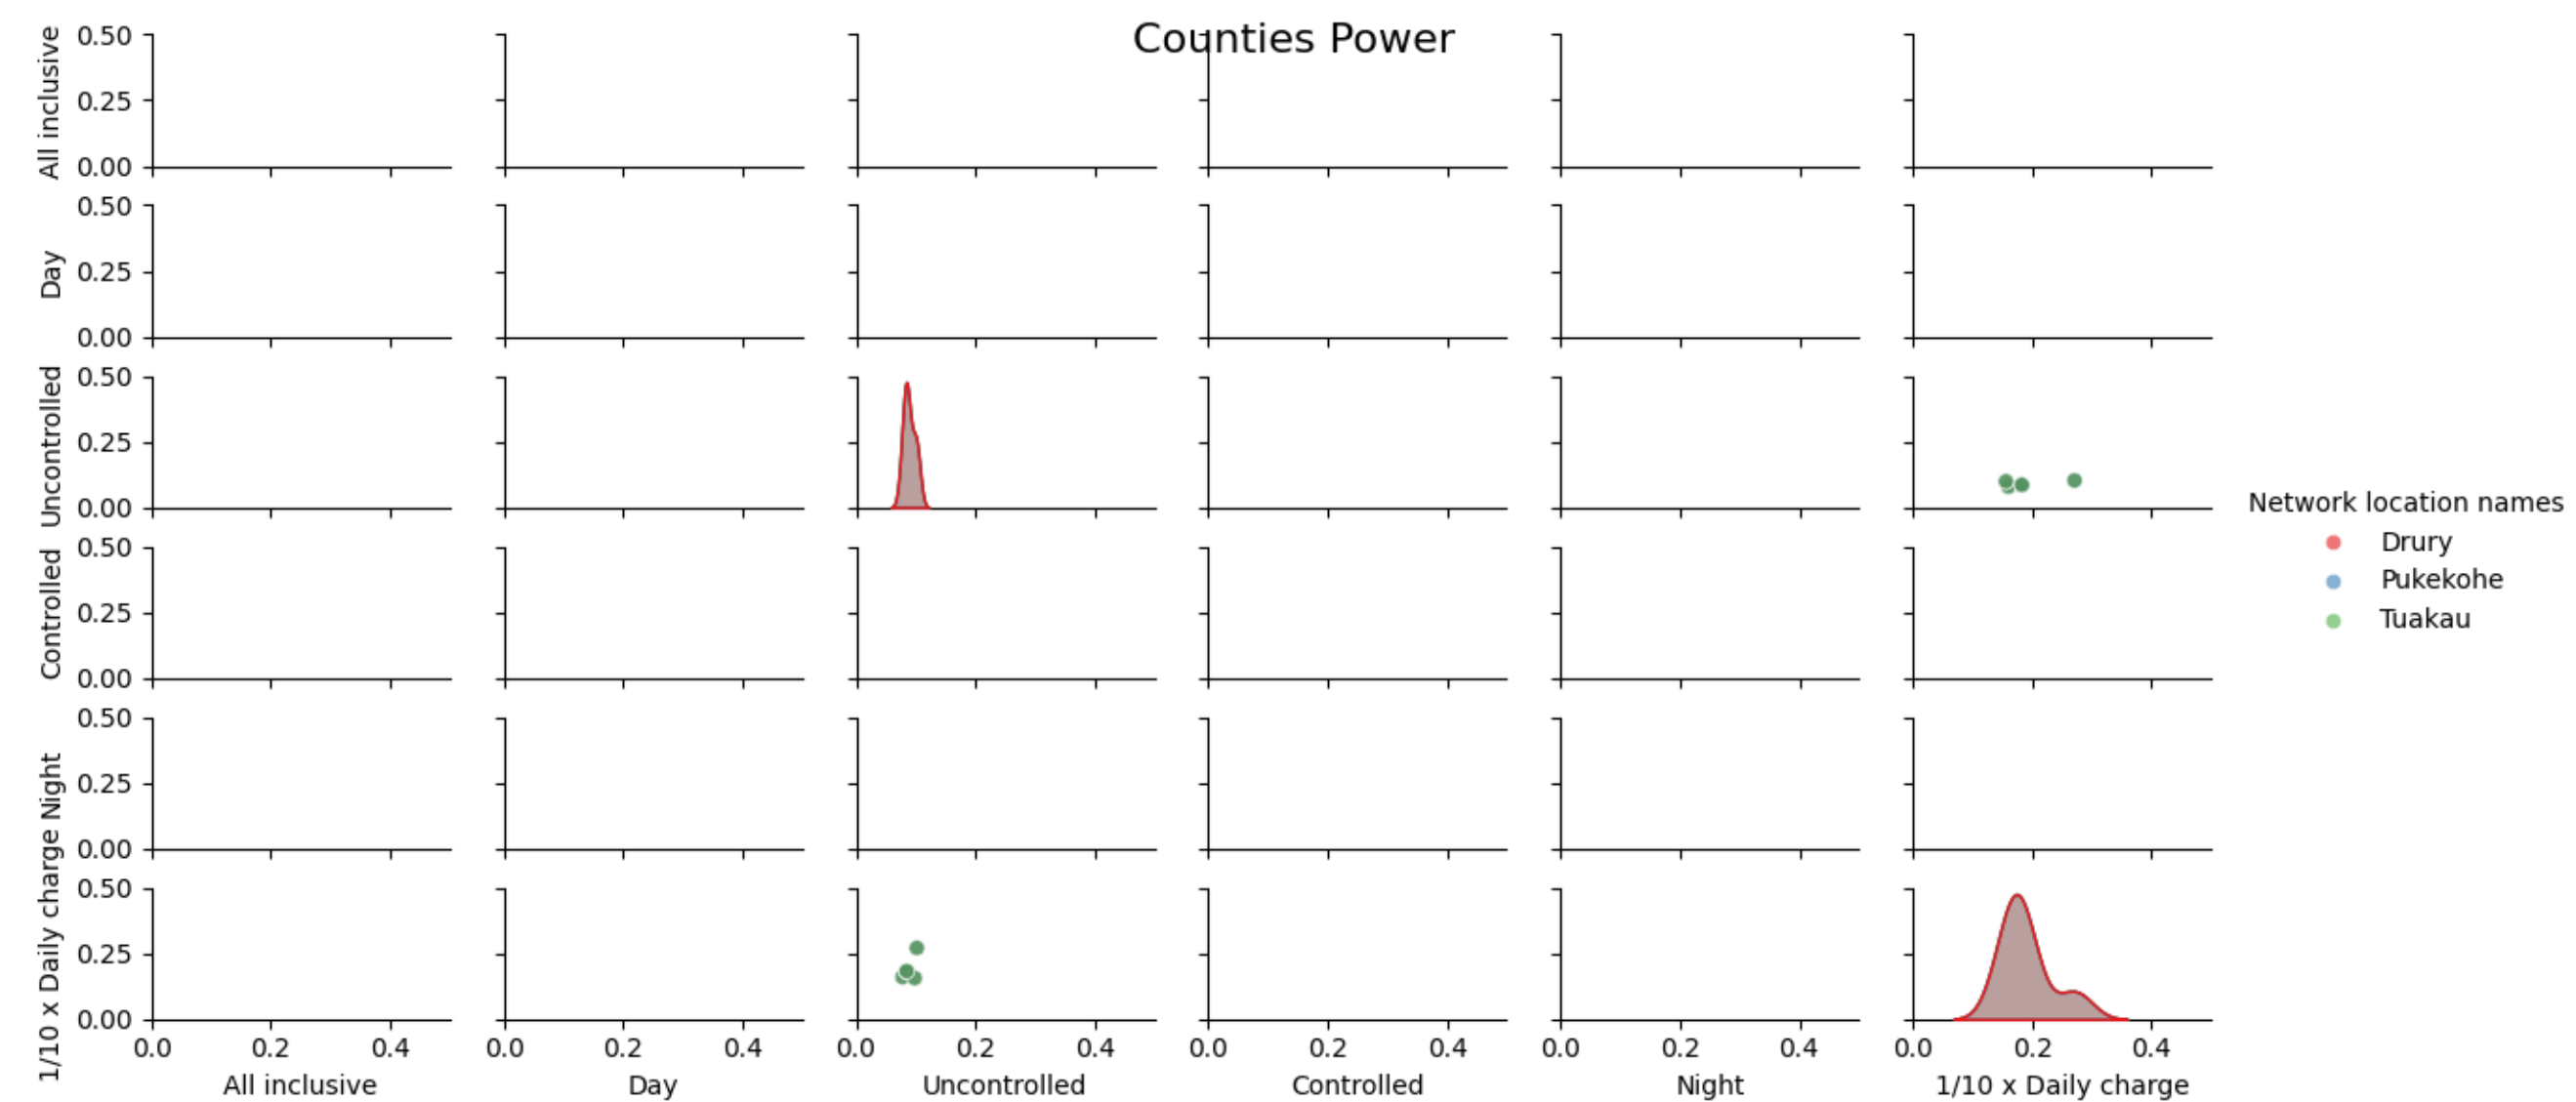 Counties Power
All inclusive
0.50
0.25
0.00
Day
0.50
0.25
0.00
Uncontrolled
0.50
0.25
0.00
Controlled
0.50
0.25
0.00
Night
0.50
0.25
0.00
1/10 x Daily charge
0.50
0.25
0.00
0.0 0.2 0.4
0.0 0.2 0.4
0.0 0.2 0.4
0.0 0.2 0.4
0.0 0.2 0.4
0.0 0.2 0.4
All inclusive
Day
Uncontrolled
Controlled
Night
1/10 x Daily charge
Network location names
Drury
Pukekohe
Tuakau